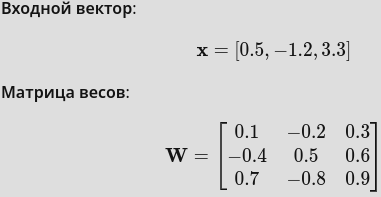 Входной вектор:
x = [0.5, −1.2, 3.3]
Матрица весов:
W = [0.1 −0.2 0.3
−0.4 0.5 0.6
0.7 −0.8 0.9]